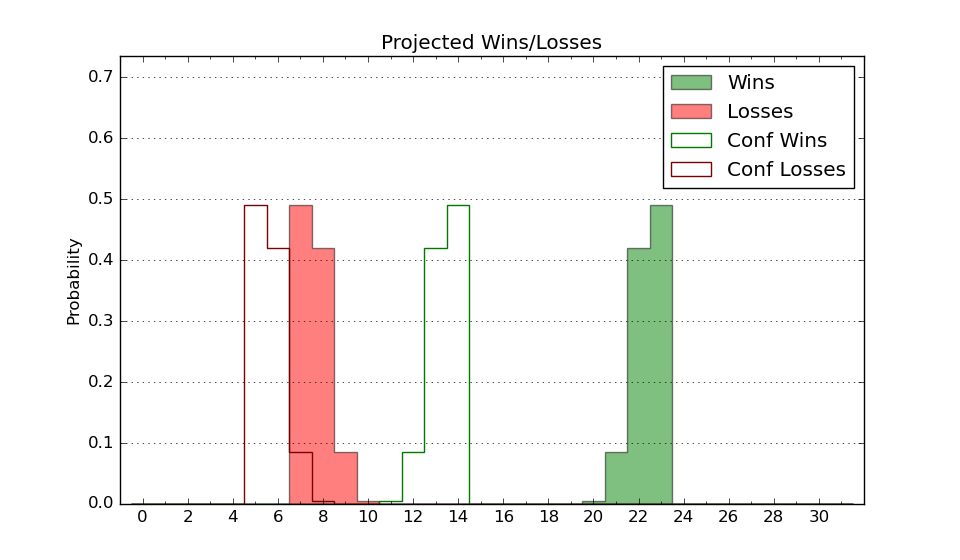 Projected Wins/Losses
0.7
0.6
0.5
0.4
0.3
0.2
0.1
0.0
Probability
Wins
Losses
Conf Wins
Conf Losses
0 2 4 6 8 10 12 14 16 18 20 22 24 26 28 30